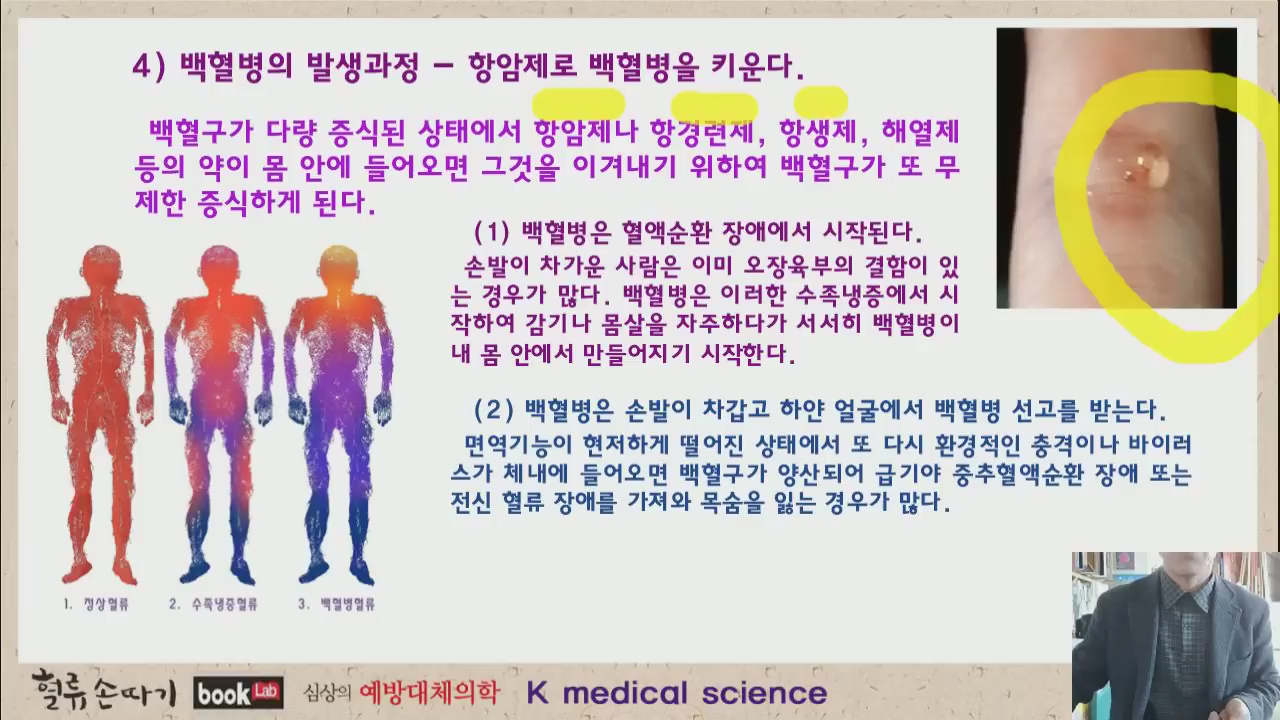 4) 백혈병의 발생과정 - 항암제로 백혈병을 키운다.
백혈구가 다량 증식된 상태에서 항암제나 항경련제, 항생제, 해열제
등의 약이 몸 안에 들어오면 그것을 이겨내기 위하여 백혈구가 또 무
제한 증식하게 된다.
(1) 백혈병은 혈액순환 장애에서 시작된다.
손발이 차가운 사람은 이미 오장육부의 결함이 있
는 경우가 많다. 백혈병은 이러한 수족냉증에서 시
작하여 감기나 몸살을 자주하다가 서서히 백혈병이
내 몸 안에서 만들어지기 시작한다.
(2) 백혈병은 손발이 차갑고 하얀 얼굴에서 백혈병 선고를 받는다.
면역기능이 현저하게 떨어진 상태에서 또 다시 환경적인 충격이나 바이러
스가 체내에 들어오면 백혈구가 양산되어 급기야 중추혈액순환 장애 또는
전신 혈류 장애를 가져와 목숨을 잃는 경우가 많다.
1. 정상혈류 2. 수족냉증혈류 3. 백혈병혈류
혈류 손따기 book Lab 심상의 예방대체의학 K medical science